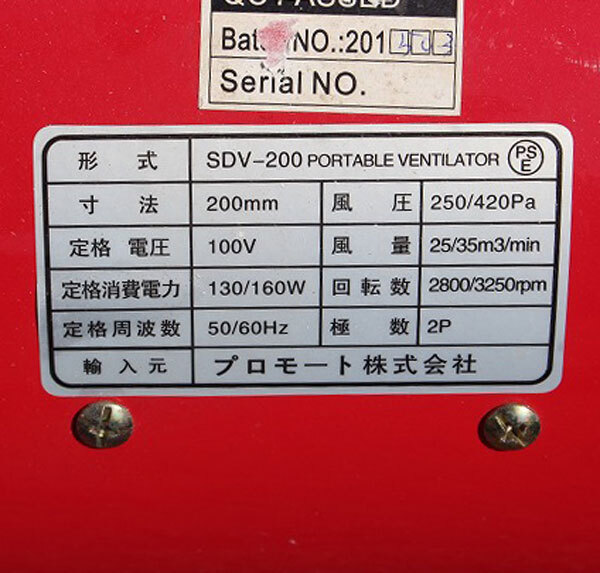 Batch NO.:201
Serial NO.
形式 SDV-200 PORTABLE VENTILATOR PSE
寸法 200mm 風圧 250/420Pa
定格電圧 100V 風量 25/35m3/min
定格消費電力 130/160W 回転数 2800/3250rpm
定格周波数 50/60Hz 極数 2P
輸入元 プロモート株式会社